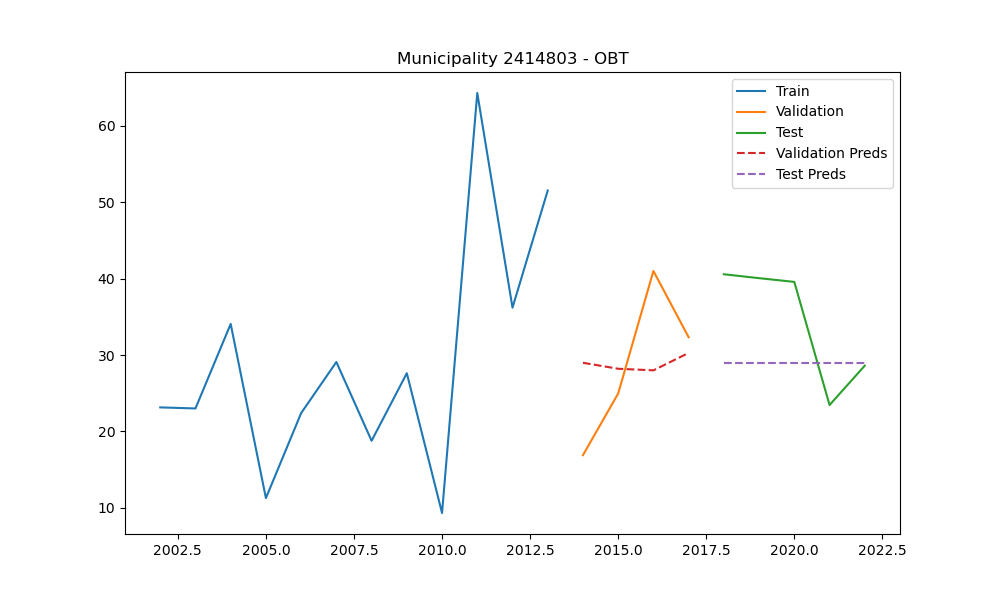 Municipality 2414803 - OBT
Train
Validation
Test
Validation Preds
Test Preds
60
50
40
30
20
10
2002.5 2005.0 2007.5 2010.0 2012.5 2015.0 2017.5 2020.0 2022.5